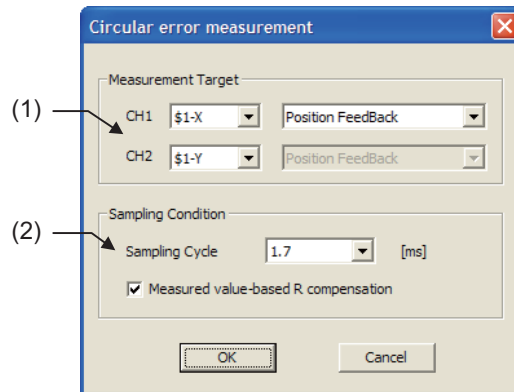 Circular error measurement
Measurement Target
(1)
CH1 $1-X Position FeedBack
CH2 $1-Y Position FeedBack
Sampling Condition
(2)
Sampling Cycle 1.7 [ms]
Measured value-based R compensation
OK Cancel